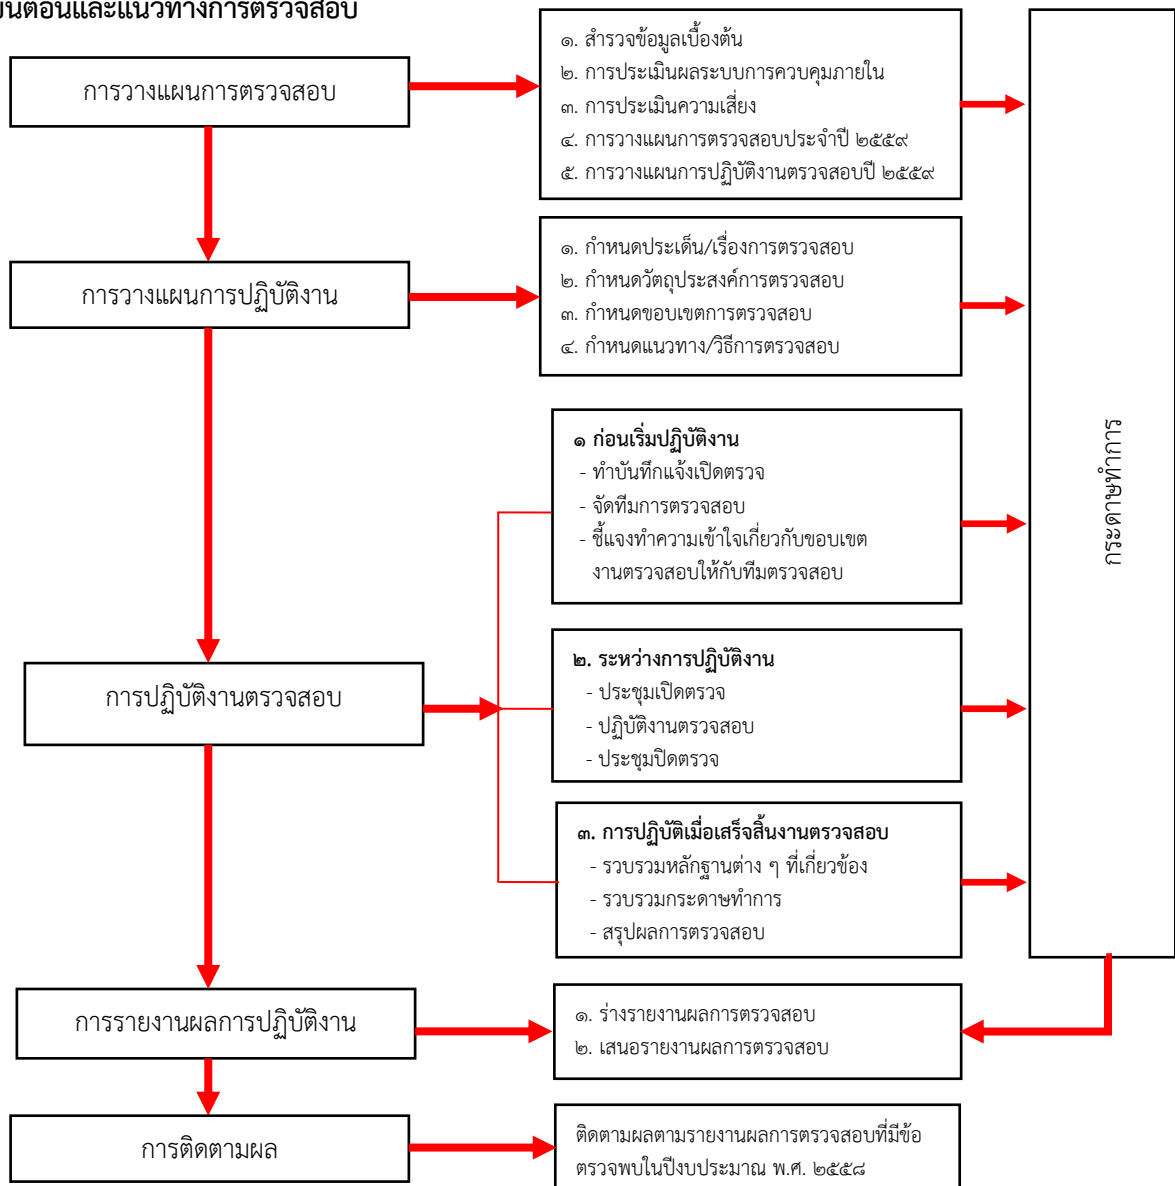 ขั้นตอนและแนวทางการตรวจสอบ
การวางแผนการตรวจสอบ
๑. สำรวจข้อมูลเบื้องต้น
๒. การประเมินผลระบบการควบคุมภายใน
๓. การประเมินความเสี่ยง
๔. การวางแผนการตรวจสอบประจำปี ๒๕๕๙
๕. การวางแผนการปฏิบัติงานตรวจสอบปี ๒๕๕๙
การวางแผนการปฏิบัติงาน
๑. กำหนดประเด็น/เรื่องการตรวจสอบ
๒. กำหนดวัตถุประสงค์การตรวจสอบ
๓. กำหนดขอบเขตการตรวจสอบ
๔. กำหนดแนวทาง/วิธีการตรวจสอบ
กระดาษทำการ
การปฏิบัติงานตรวจสอบ
๑ ก่อนเริ่มปฏิบัติงาน
- ทำบันทึกแจ้งเปิดตรวจ
- จัดทีมการตรวจสอบ
- ชี้แจงทำความเข้าใจเกี่ยวกับขอบเขต
งานตรวจสอบให้กับทีมตรวจสอบ
๒. ระหว่างการปฏิบัติงาน
- ประชุมเปิดตรวจ
- ปฏิบัติงานตรวจสอบ
- ประชุมปิดตรวจ
๓. การปฏิบัติเมื่อเสร็จสิ้นงานตรวจสอบ
- รวบรวมหลักฐานต่าง ๆ ที่เกี่ยวข้อง
- รวบรวมกระดาษทำการ
- สรุปผลการตรวจสอบ
การรายงานผลการปฏิบัติงาน
๑. ร่างรายงานผลการตรวจสอบ
๒. เสนอรายงานผลการตรวจสอบ
การติดตามผล
ติดตามผลตามรายงานผลการตรวจสอบที่มีข้อ
ตรวจพบในปีงบประมาณ พ.ศ. ๒๕๕๘